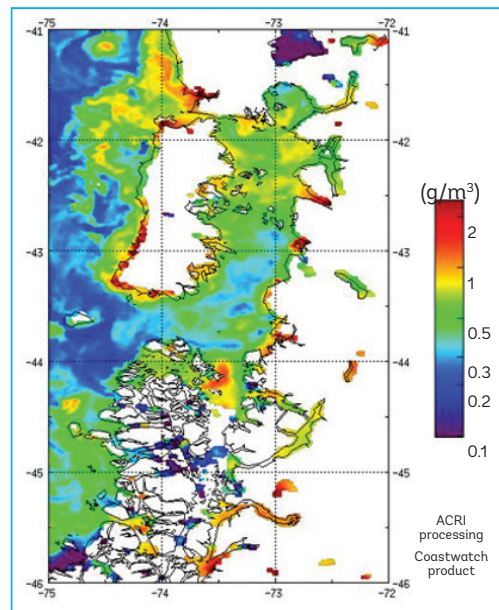 −75 −74 −73 −72
−41 −41
−42 −42
−43 −43
−44 −44
−45 −45
−46 −46
−75 −74 −73 −72
(g/m³)
2
1
0.5
0.3
0.2
0.1
ACRI
processing
Coastwatch
product